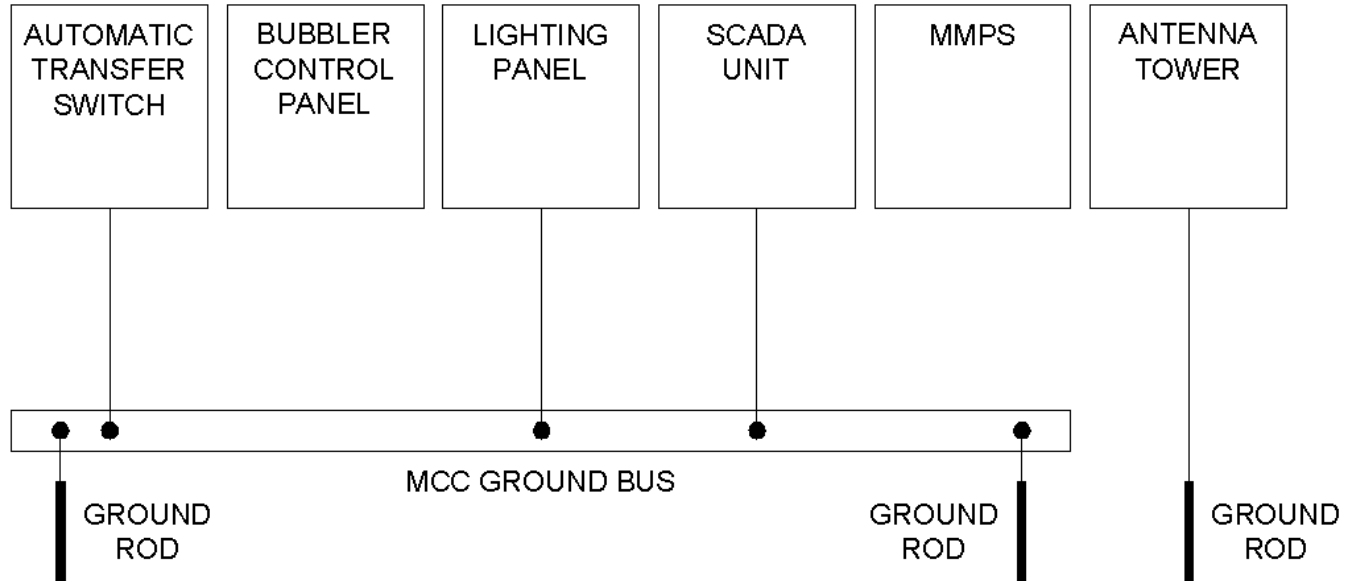 AUTOMATIC
TRANSFER
SWITCH
BUBBLER
CONTROL
PANEL
LIGHTING
PANEL
SCADA
UNIT
MMPS
ANTENNA
TOWER
MCC GROUND BUS
GROUND
ROD
GROUND
ROD
GROUND
ROD